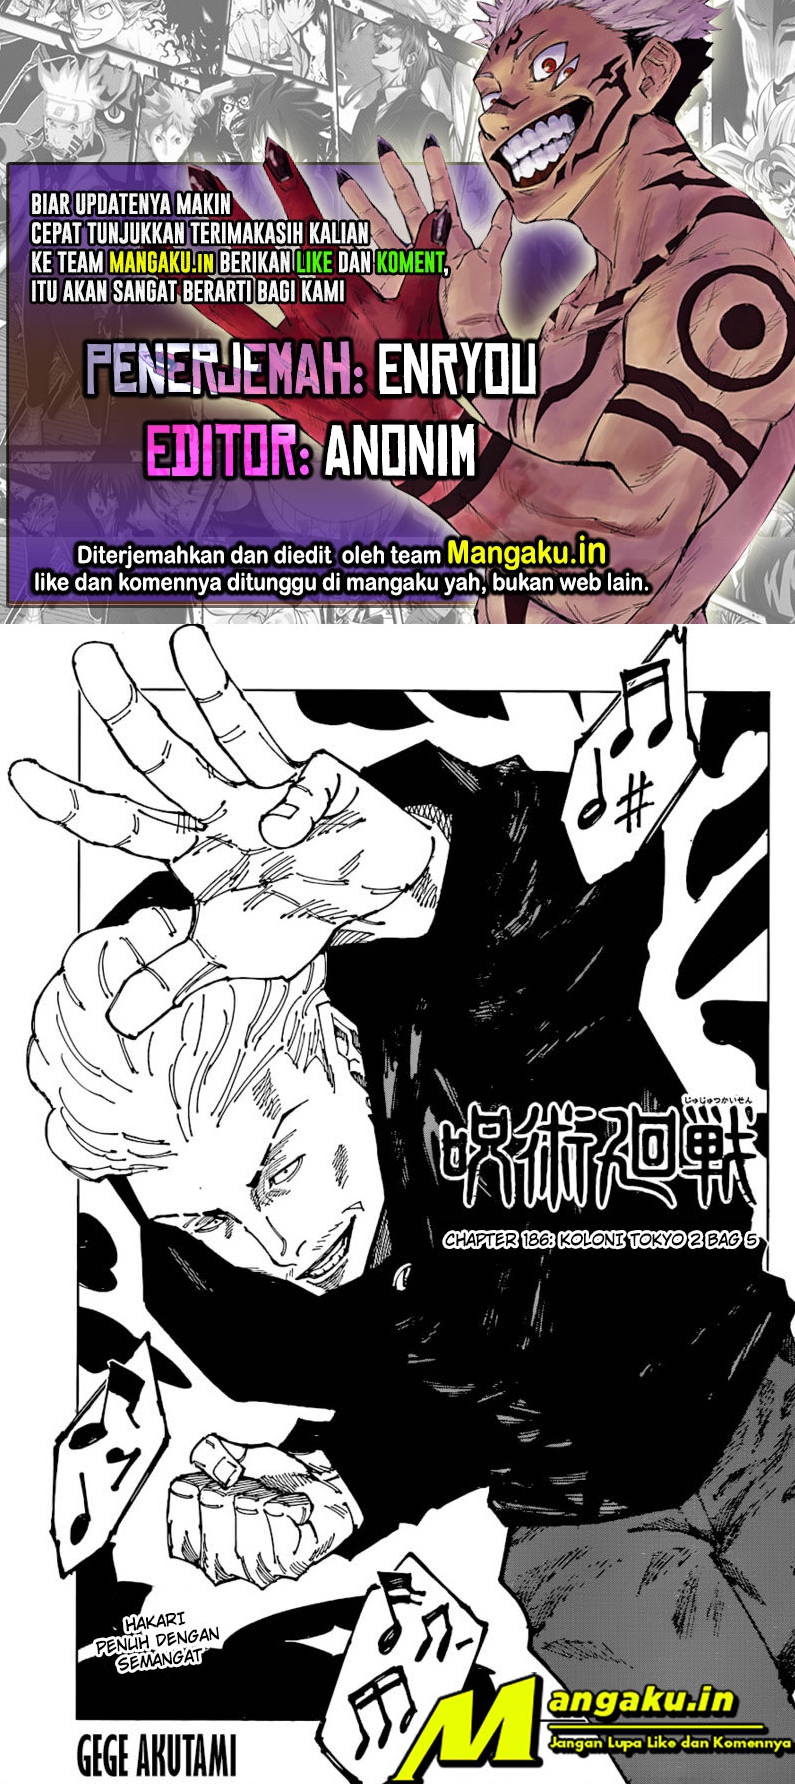 BIAR UPDATENYA MAKIN
CEPAT TUNJUKKAN TERIMAKASIH KALIAN
KE TEAM MANGAKU.in BERIKAN LIKE DAN KOMENT,
ITU AKAN SANGAT BERARTI BAGI KAMI
PENERJEMAH: ENRYOU
EDITOR: ANONIM
Diterjemahkan dan diedit oleh team Mangaku.in
like dan komennya ditunggu di mangaku yah, bukan web lain.
じゅじゅつかいせん
呪術廻戦
CHAPTER 186: KOLONI TOKYO 2 BAG 5
HAKARI
PENUH DENGAN
SEMANGAT
GEGE AKUTAMI
Mangaku.in
Jangan Lupa Like dan Komennya